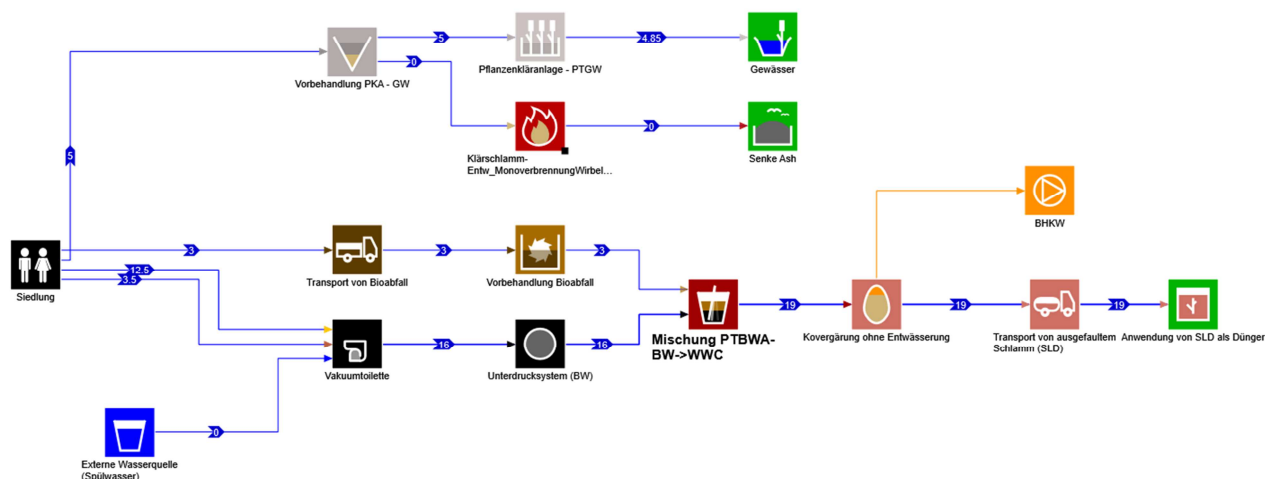 5
4.85
Vorbehandlung PKA - GW
Pflanzenkläranlage - PTGW
Gewässer
0
0
Klärschlamm-
Entw_MonoverbrennungWirbel...
Senke Ash
5
BHKW
3
3
3
Siedlung
12.5
3.5
Transport von Bioabfall
Vorbehandlung Bioabfall
19
19
19
Mischung PTBWA-
BW->WWC
Kovergärung ohne Entwässerung
Transport von ausgefaultem
Schlamm (SLD)
Anwendung von SLD als Dünger
16
16
Vakuumtoilette
Unterdrucksystem (BW)
0
Externe Wasserquelle
(Spülwasser)